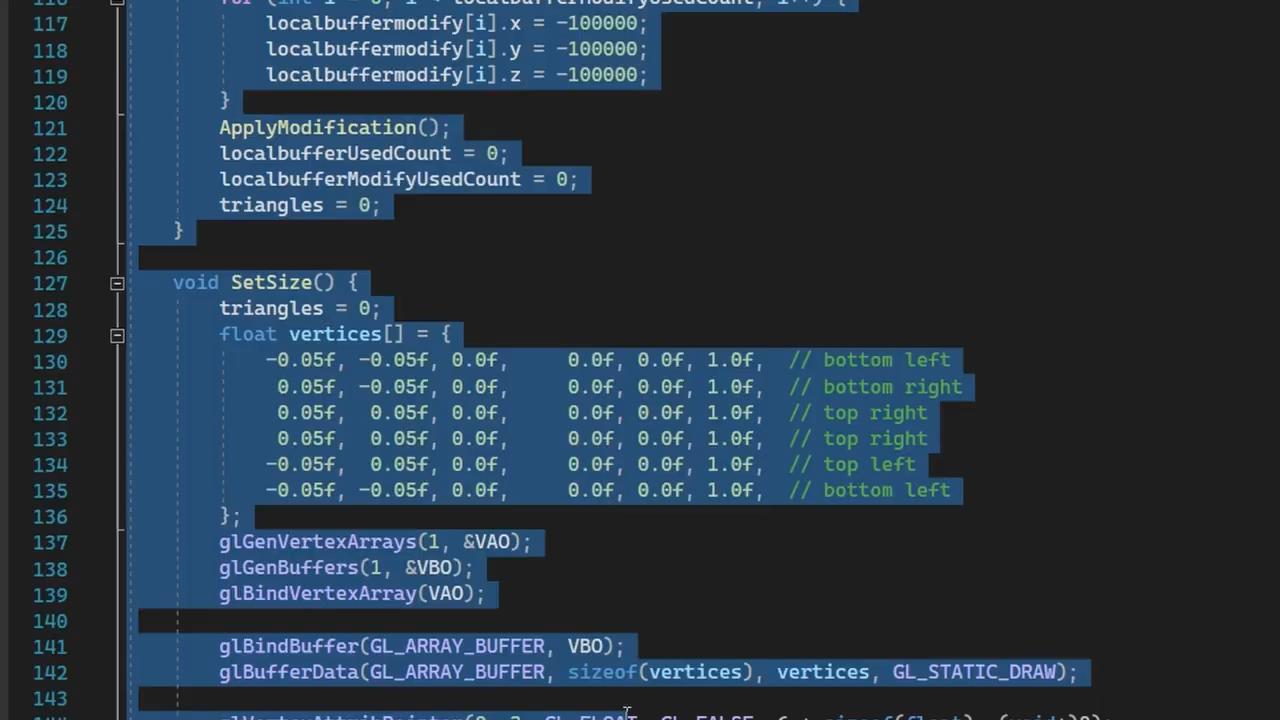 116 for (int i = 0; i < localbufferModifyUsedCount; i++) {
117 localbuffermodify[i].x = -100000;
118 localbuffermodify[i].y = -100000;
119 localbuffermodify[i].z = -100000;
120 }
121 ApplyModification();
122 localbufferUsedCount = 0;
123 localbufferModifyUsedCount = 0;
124 triangles = 0;
125 }
126
127 void SetSize() {
128 triangles = 0;
129 float vertices[] = {
130 -0.05f, -0.05f, 0.0f, 0.0f, 0.0f, 1.0f, // bottom left
131 0.05f, -0.05f, 0.0f, 0.0f, 0.0f, 1.0f, // bottom right
132 0.05f, 0.05f, 0.0f, 0.0f, 0.0f, 1.0f, // top right
133 0.05f, 0.05f, 0.0f, 0.0f, 0.0f, 1.0f, // top right
134 -0.05f, 0.05f, 0.0f, 0.0f, 0.0f, 1.0f, // top left
135 -0.05f, -0.05f, 0.0f, 0.0f, 0.0f, 1.0f, // bottom left
136 };
137 glGenVertexArrays(1, &VAO);
138 glGenBuffers(1, &VBO);
139 glBindVertexArray(VAO);
140
141 glBindBuffer(GL_ARRAY_BUFFER, VBO);
142 glBufferData(GL_ARRAY_BUFFER, sizeof(vertices), vertices, GL_STATIC_DRAW);
143